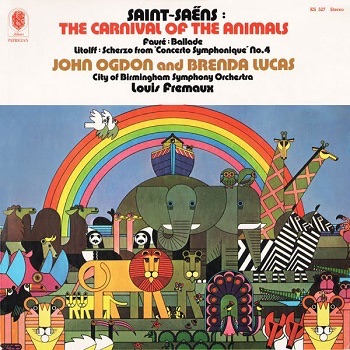 SAINT-SAËNS :
THE CARNIVAL OF THE ANIMALS
Fauré : Ballade
Litolff : Scherzo from 'Concerto Symphonique' No.4
JOHN OGDON AND BRENDA LUCAS
City of Birmingham Symphony Orchestra
Louis Fremaux
Stereo